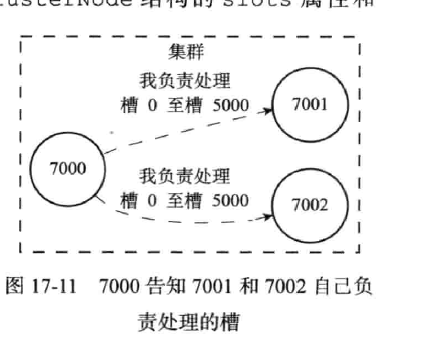 usterNode 结构的 slots 属性和
集群
我负责处理
槽 0 至槽 5000
7001
7000
我负责处理
槽 0 至槽 5000
7002
图 17-11 7000 告知 7001 和 7002 自己负
责处理的槽